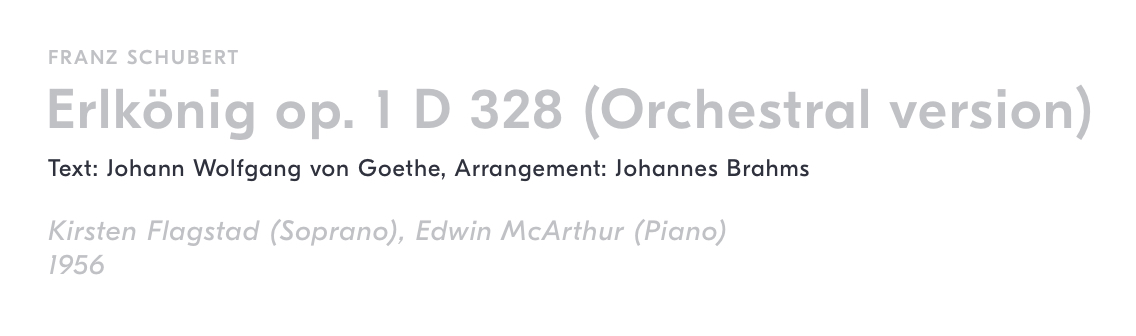 FRANZ SCHUBERT
Erlkönig op. 1 D 328 (Orchestral version)
Text: Johann Wolfgang von Goethe, Arrangement: Johannes Brahms
Kirsten Flagstad (Soprano), Edwin McArthur (Piano)
1956